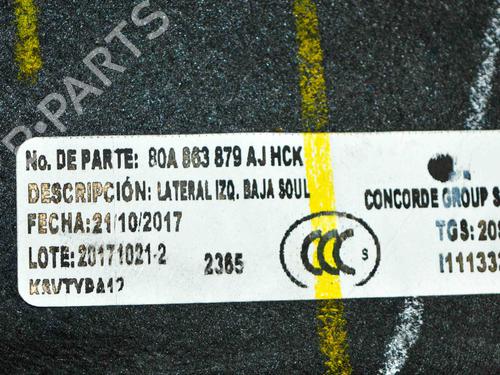 No. DE PARTE: 80A 863 879 AJ HCK
DESCRIPCIÓN: LATERAL IZQ. BAJA SOUL
FECHA: 21/10/2017
LOTE: 20171021-2
2365
CONCORDE GROUP S
TGS: 20
CCC S
B-PARTS